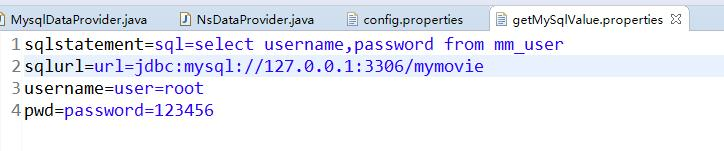 MysqlDataProvider.java NsDataProvider.java config.properties getMySqlValue.properties
1 sqlstatement=sql=select username,password from mm_user
2 sqlurl=url=jdbc:mysql://127.0.0.1:3306/mymovie
3 username=user=root
4 pwd=password=123456